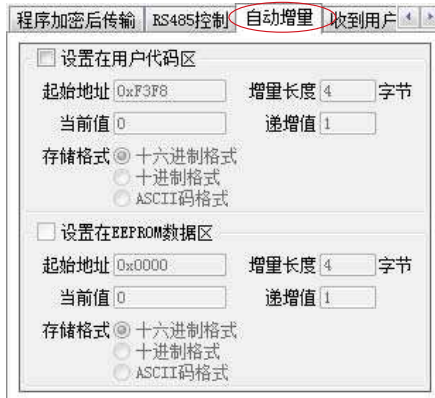 程序加密后传输 RS485控制 自动增量 收到用户
设置在用户代码区
起始地址 0xF3F8 增量长度 4 字节
当前值 0 递增值 1
存储格式 十六进制格式
十进制格式
ASCII码格式
设置在EEPROM数据区
起始地址 0x0000 增量长度 4 字节
当前值 0 递增值 1
存储格式 十六进制格式
十进制格式
ASCII码格式